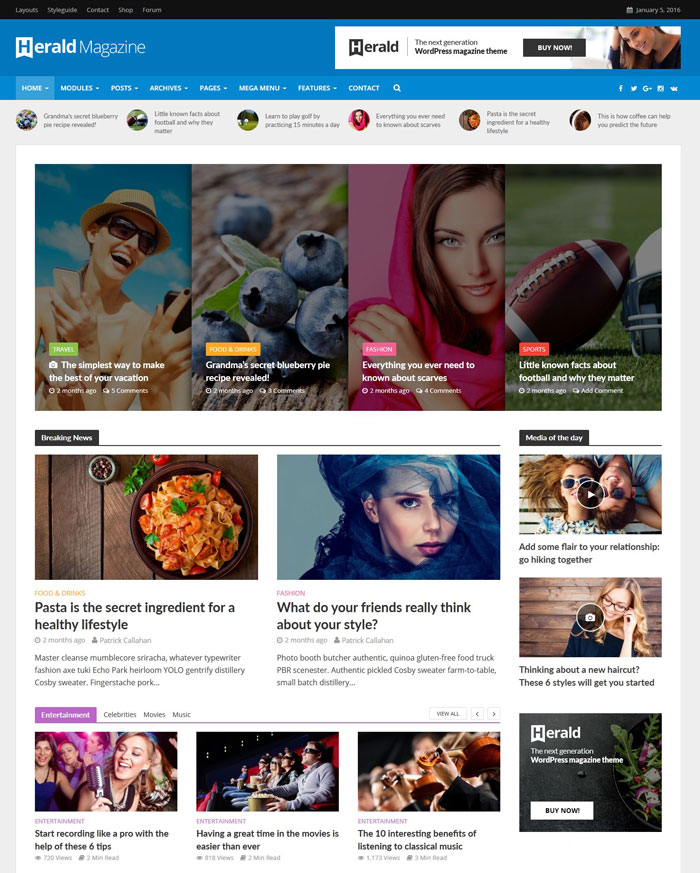 Layouts Styleguide Contact Shop Forum
January 5, 2016
Herald Magazine
Herald
The next generation
WordPress magazine theme
BUY NOW!
HOME MODULES POSTS ARCHIVES PAGES MEGA MENU FEATURES CONTACT
Grandma's secret blueberry
pie recipe revealed!
Little known facts about
football and why they
matter
Learn to play golf by
practicing 15 minutes a day
Everything you ever need
to known about scarves
Pasta is the secret
ingredient for a healthy
lifestyle
This is how coffee can help
you predict the future
TRAVEL
The simplest way to make
the best of your vacation
2 months ago 5 Comments
FOOD & DRINKS
Grandma's secret blueberry pie
recipe revealed!
2 months ago 3 Comments
FASHION
Everything you ever need to
known about scarves
2 months ago 4 Comments
SPORTS
Little known facts about
football and why they matter
2 months ago Add Comment
Breaking News
FOOD & DRINKS
Pasta is the secret ingredient for a
healthy lifestyle
2 months ago Patrick Callahan
Master cleanse mumblecore sriracha, whatever typewriter
fashion axe tuki Echo Park heirloom YOLO gentrify distillery
Cosby sweater. Fingerstache pork...
FASHION
What do your friends really think
about your style?
2 months ago Patrick Callahan
Photo booth butcher authentic, quinoa gluten-free food truck
PBR scenester. Authentic pickled Cosby sweater farm-to-table,
small batch distillery...
Media of the day
Add some flair to your relationship:
go hiking together
Thinking about a new haircut?
These 6 styles will get you started
Entertainment Celebrities Movies Music
VIEW ALL
ENTERTAINMENT
Start recording like a pro with the
help of these 6 tips
720 Views 2 Min Read
ENTERTAINMENT
Having a great time in the movies is
easier than ever
818 Views 2 Min Read
ENTERTAINMENT
The 10 interesting benefits of
listening to classical music
1,173 Views 3 Min Read
Herald
The next generation
WordPress magazine theme
BUY NOW!